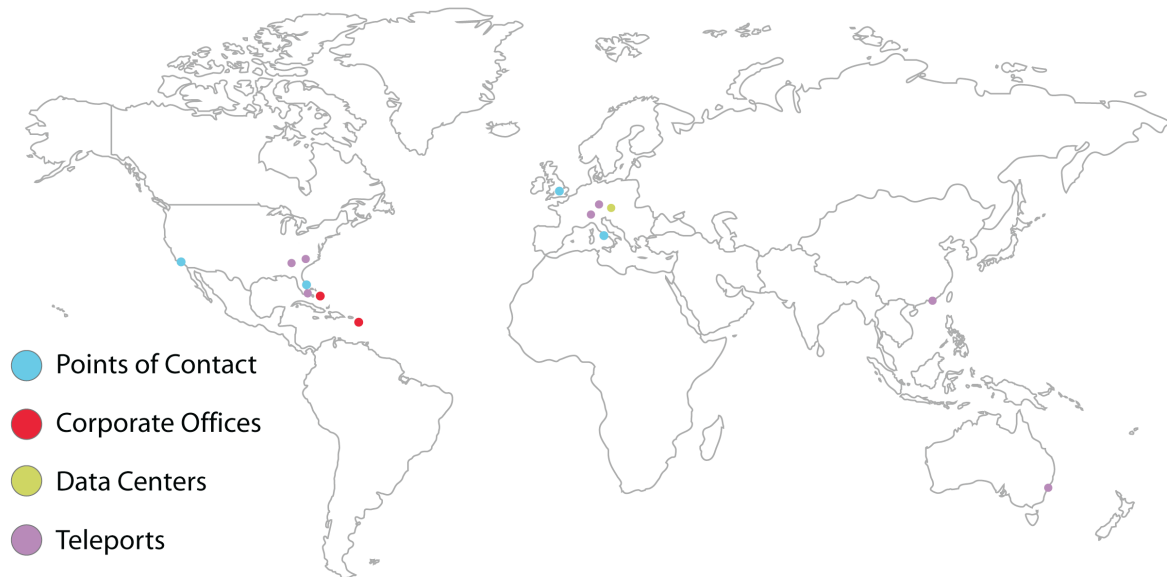 Points of Contact
Corporate Offices
Data Centers
Teleports